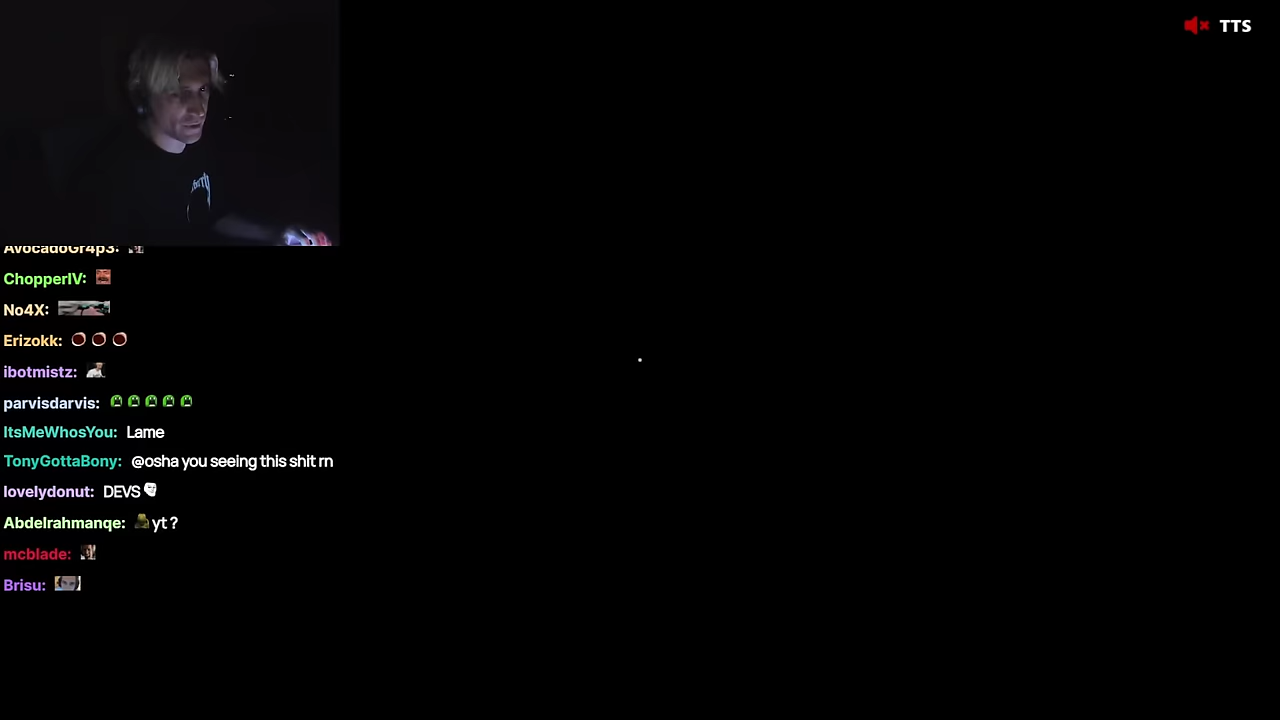 TTS
AvocadoGr4p3:
ChopperIV:
No4X:
Erizokk:
ibotmistz:
parvisdarvis:
ItsMeWhosYou: Lame
TonyGottaBony: @osha you seeing this shit rn
lovelydonut: DEVS
Abdelrahmanqe: yt ?
mcblade:
Brisu: